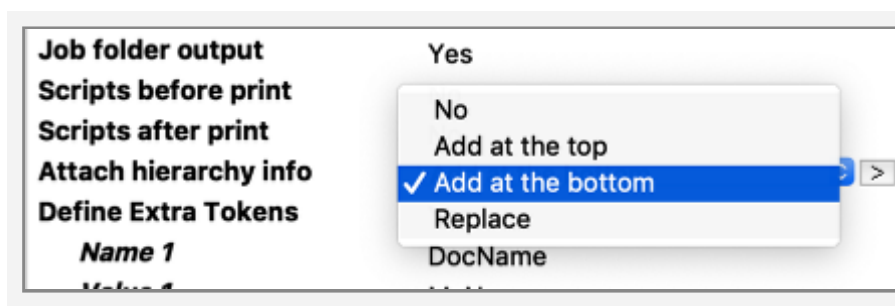 Job folder output Yes
Scripts before print
No
Scripts after print
Add at the top
Attach hierarchy info
✓ Add at the bottom >
Define Extra Tokens
Replace
Name 1 DocName